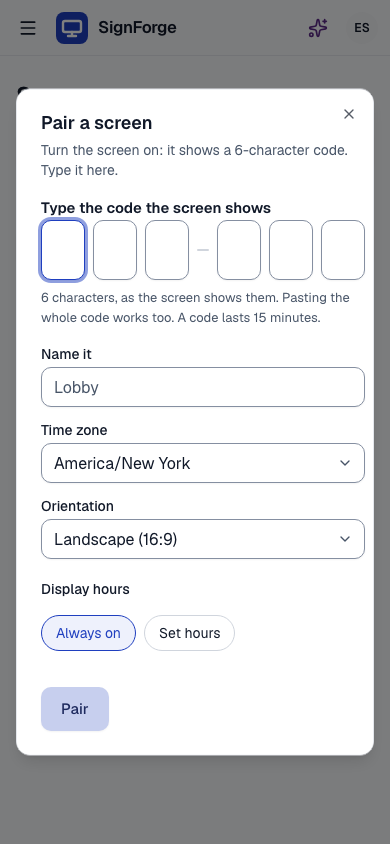 SignForge
ES
Pair a screen
Turn the screen on: it shows a 6-character code.
Type it here.
Type the code the screen shows
–
6 characters, as the screen shows them. Pasting the
whole code works too. A code lasts 15 minutes.
Name it
Lobby
Time zone
America/New York
Orientation
Landscape (16:9)
Display hours
Always on
Set hours
Pair